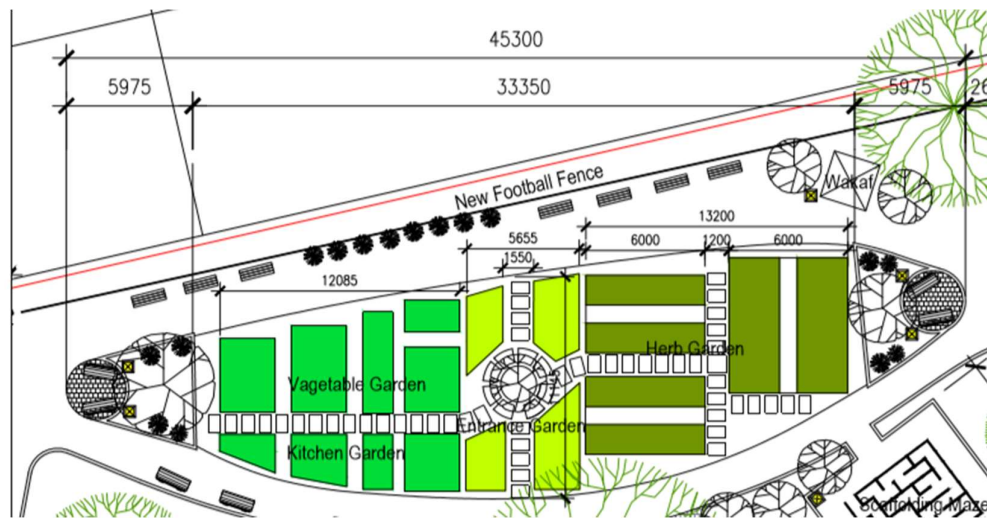 45300
5975
33350
5975
26
New Football Fence
Wakaf
13200
5655
6000
1200
6000
1550
12085
Herb Garden
Vagetable Garden
Entrance Garden
Kitchen Garden
Scaffolding Maze